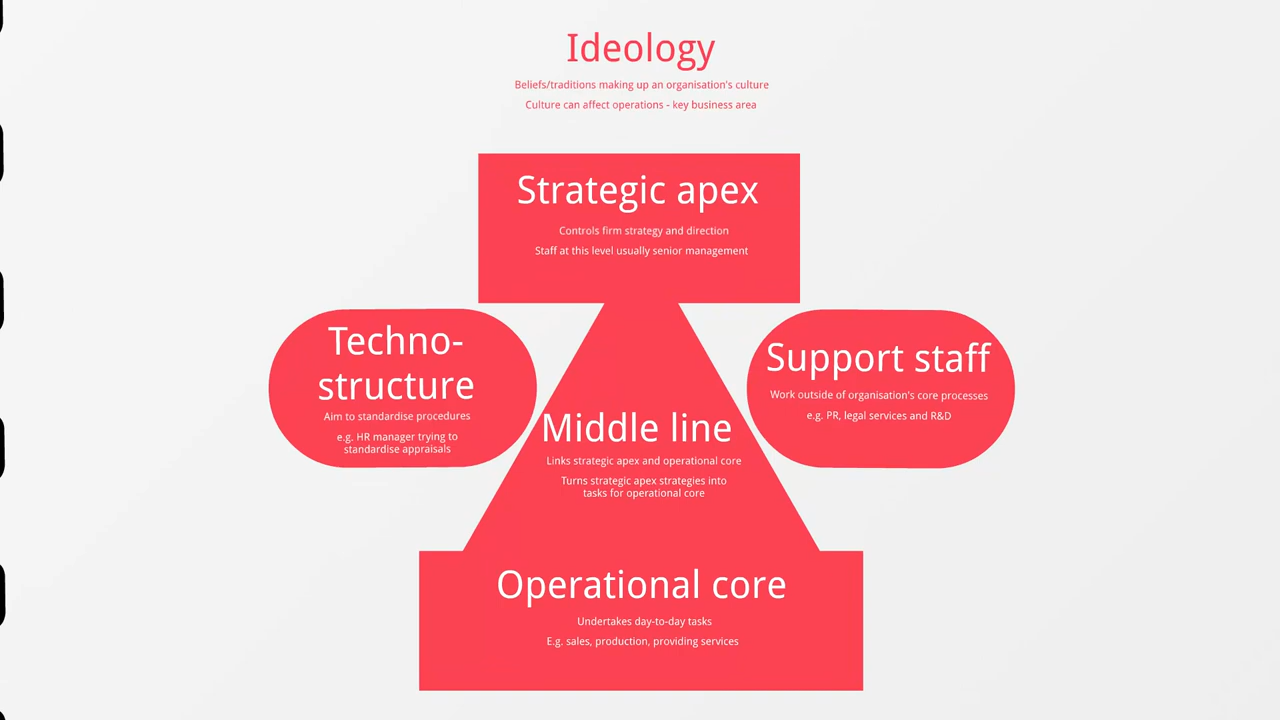 Ideology
Beliefs/traditions making up an organisation's culture
Culture can affect operations - key business area
Strategic apex
Controls firm strategy and direction
Staff at this level usually senior management
Techno-
structure
Aim to standardise procedures
e.g. HR manager trying to
standardise appraisals
Support staff
Work outside of organisation's core processes
e.g. PR, legal services and R&D
Middle line
Links strategic apex and operational core
Turns strategic apex strategies into
tasks for operational core
Operational core
Undertakes day-to-day tasks
E.g. sales, production, providing services